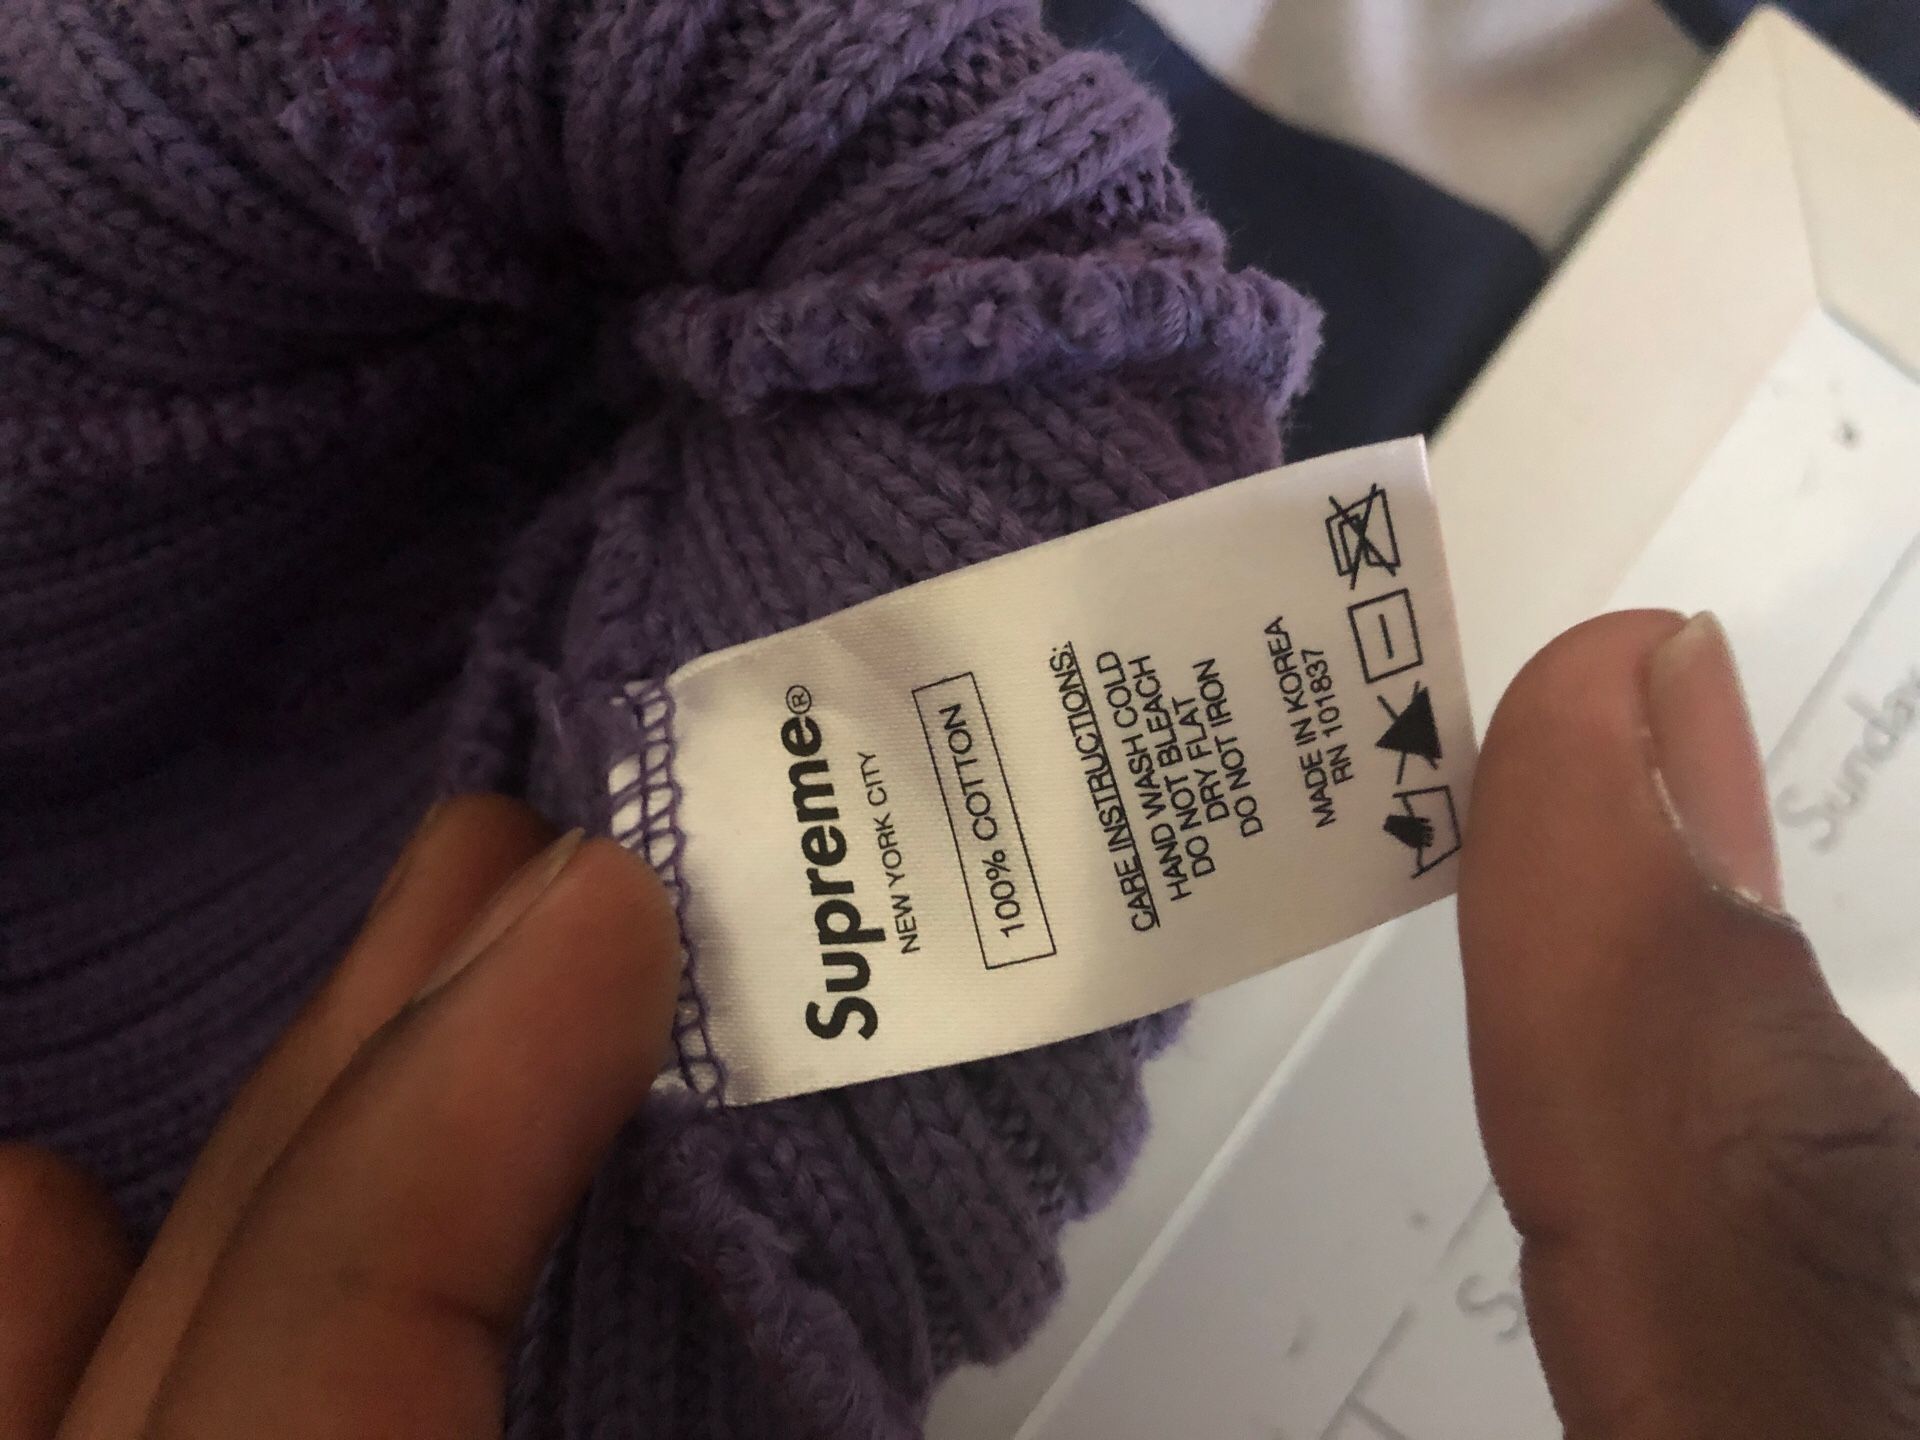 Supreme®
NEW YORK CITY
100% COTTON
CARE INSTRUCTIONS:
HAND WASH COLD
DO NOT BLEACH
DRY FLAT
DO NOT IRON
MADE IN KOREA
RN 101837
Sunday